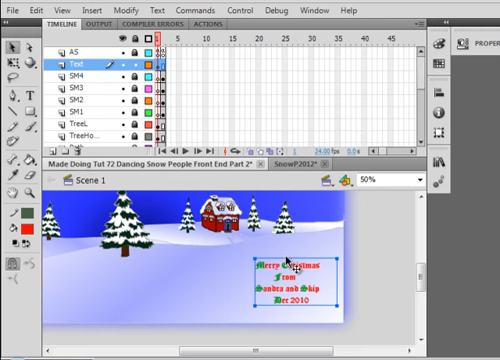 File Edit View Insert Modify Text Commands Control Debug Window Help
TIMELINE OUTPUT COMPILER ERRORS ACTIONS
1 5 10 15 20 25 30 35 40 45
AS
Text
SM4
SM3
SM2
SM1
TreeL
TreeHo...
1 24.00 fps 0.0 s
Made Doing Tut 72 Dancing Snow People Front End Part 2* SnowP2012*
Scene 1 50%
PROPER
Merry Christmas
From
Sandra and Skip
Dec 2010